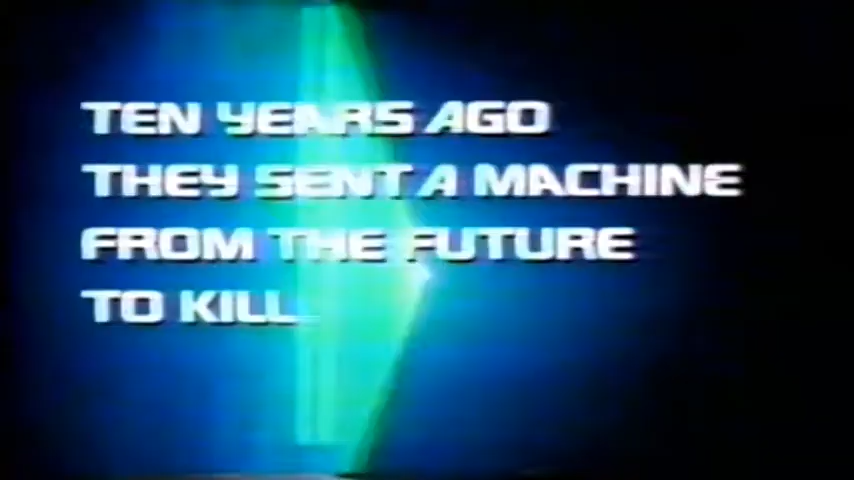 TEN YEARS AGO
THEY SENT A MACHINE
FROM THE FUTURE
TO KILL